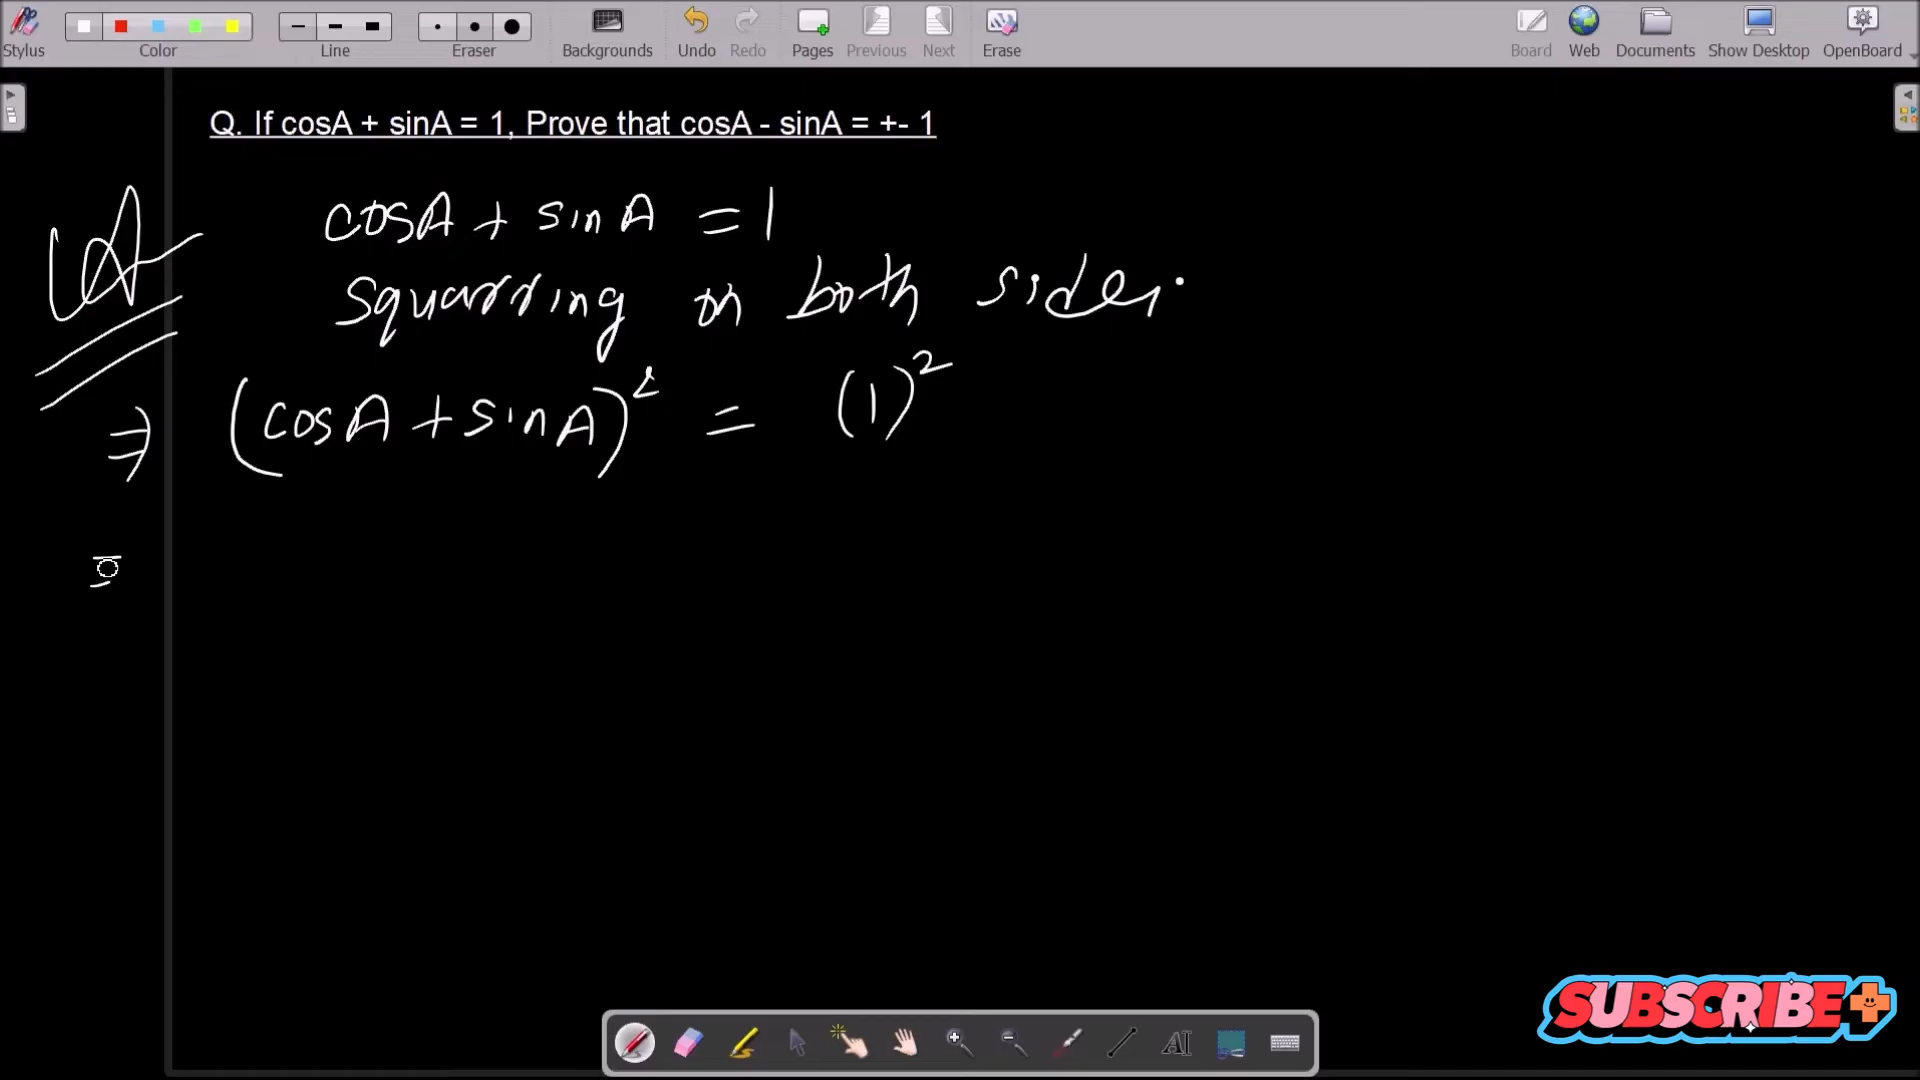 Stylus Color Line Eraser Backgrounds Undo Redo Pages Previous Next Erase Board Web Documents Show Desktop OpenBoard
Q. If cosA + sinA = 1, Prove that cosA - sinA = +- 1
cosA + sinA = 1
Squarring on both sides.
⇒ (cosA + sinA)² = (1)²
=
AI
SUBSCRIBE